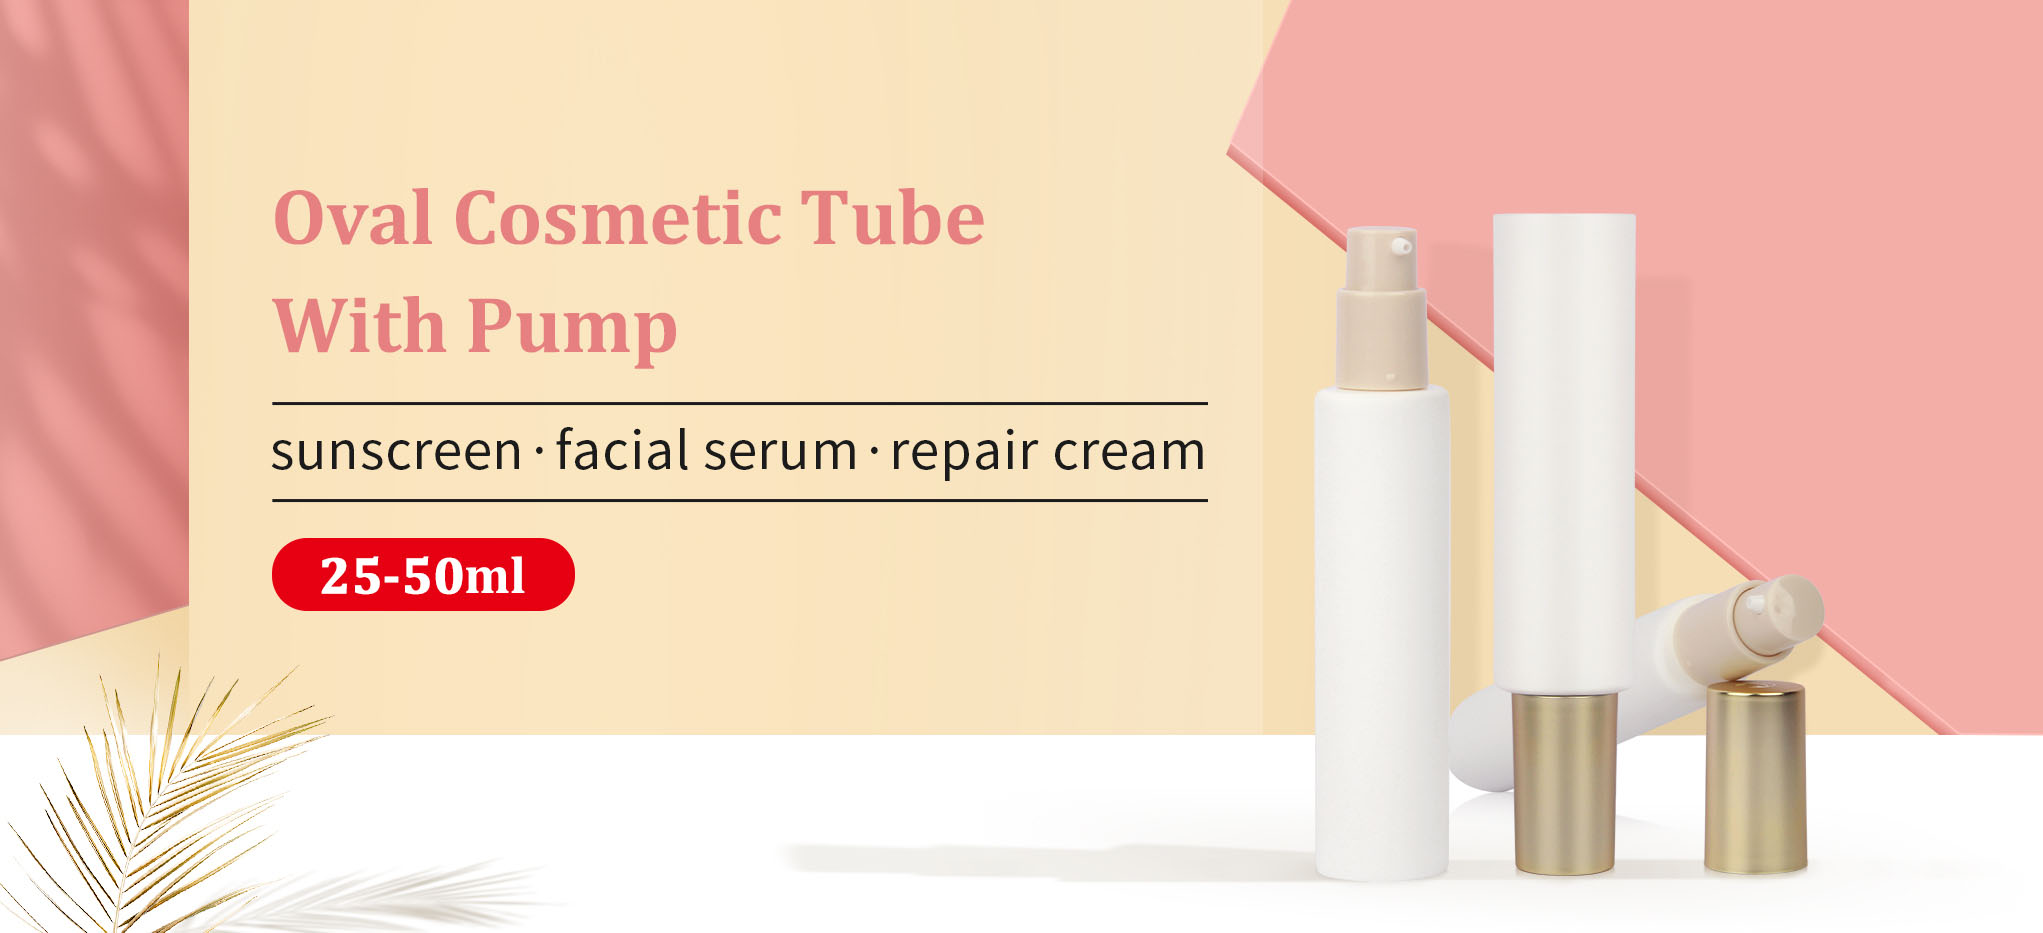 Oval Cosmetic Tube
With Pump
sunscreen·facial serum·repair cream
25-50ml